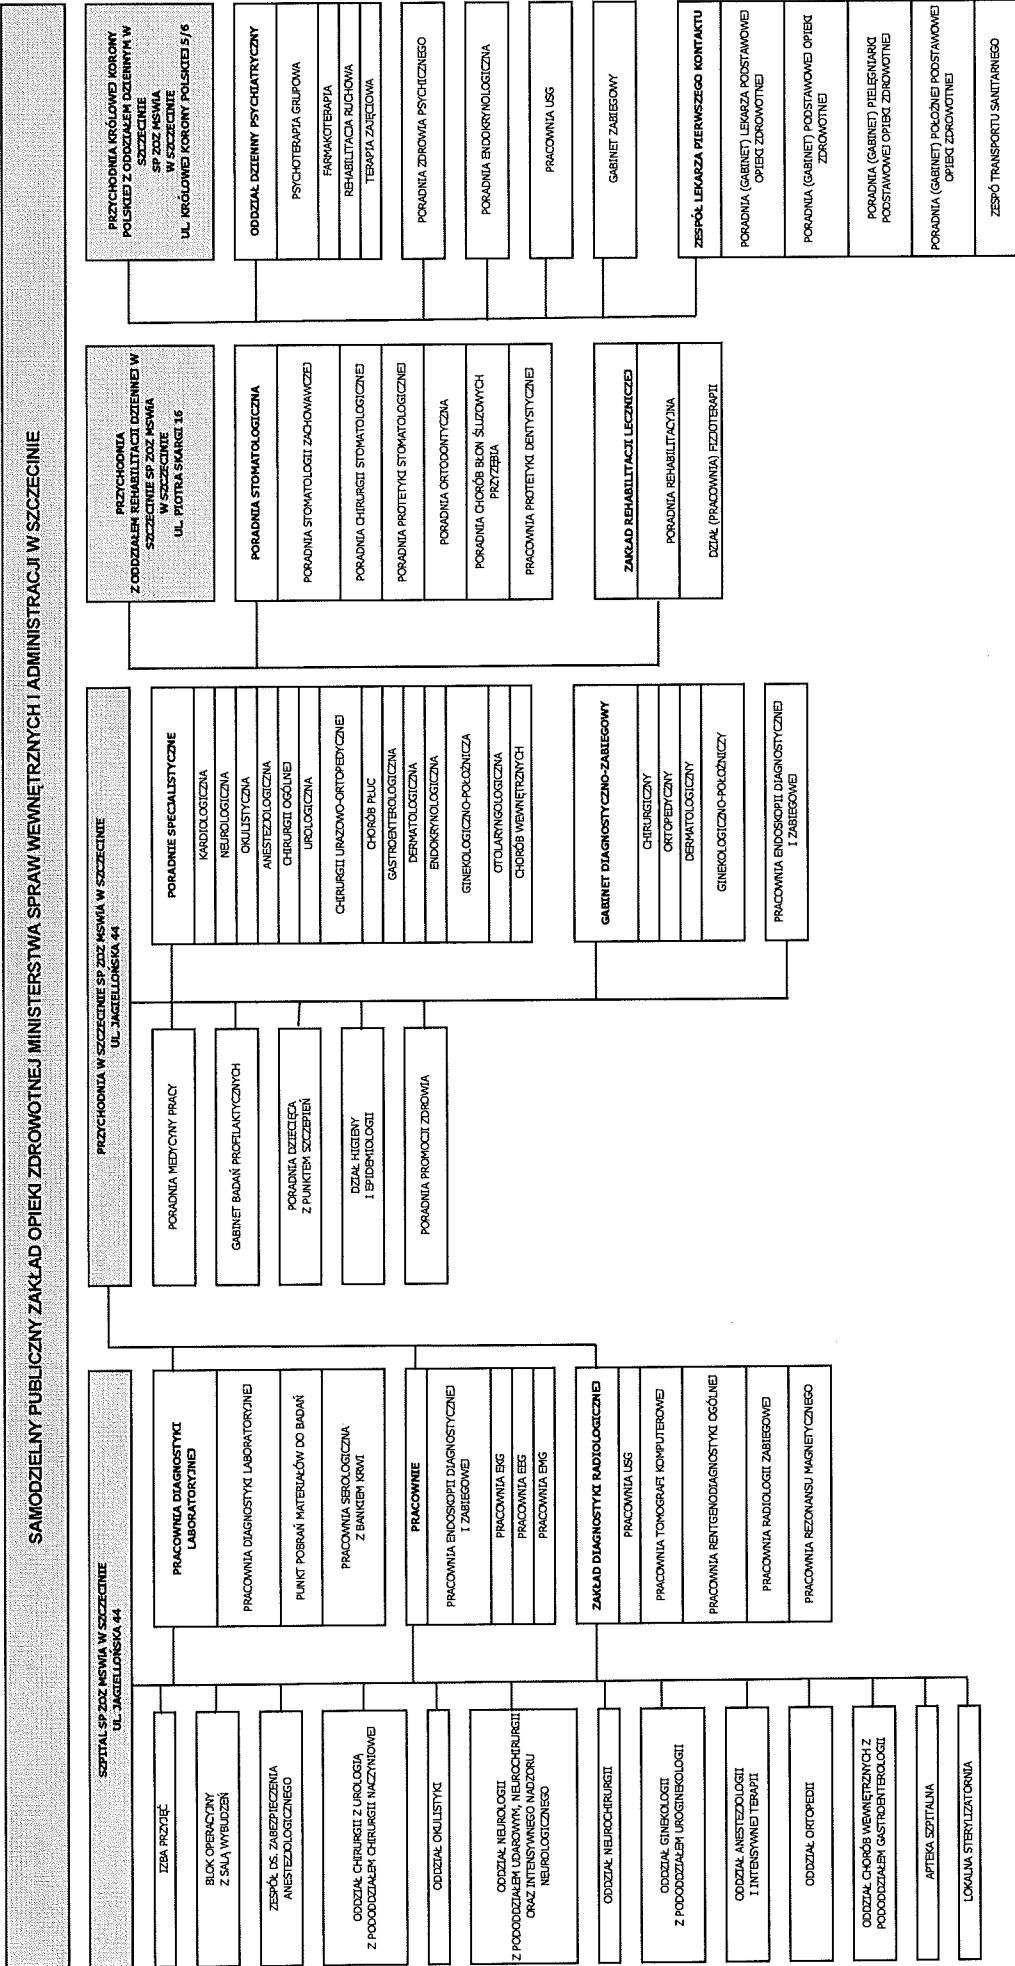 SAMODZIELNY PUBLICZNY ZAKŁAD OPIEKI ZDROWOTNEJ MINISTERSTWA SPRAW WEWNĘTRZNYCH I ADMINISTRACJI W SZCZECINIE
SZPITAL SP ZOZ MSWIA W SZCZECINIE
UL. JAGIELLOŃSKA 44
IZBA PRZYJĘĆ
BLOK OPERACYJNY
Z SALĄ WYBUDZEŃ
ZESPÓŁ DS. ZABEZPIECZENIA
ANESTEZJOLOGICZNEGO
ODDZIAŁ CHIRURGII Z UROLOGIĄ
Z PODODDZIAŁEM CHIRURGII NACZYNIOWEJ
ODDZIAŁ OKULISTYKI
ODDZIAŁ NEUROLOGII
Z PODODDZIAŁEM UDAROWYM, NEUROCHIRURGII
ORAZ INTENSYWNEGO NADZORU
NEUROLOGICZNEGO
ODDZIAŁ NEUROCHIRURGII
ODDZIAŁ GINEKOLOGII
Z PODODDZIAŁEM UROGINEKOLOGII
ODDZIAŁ ANESTEZJOLOGII
I INTENSYWNEJ TERAPII
ODDZIAŁ ORTOPEDII
ODDZIAŁ CHORÓB WEWNĘTRZNYCH Z
PODODDZIAŁEM GASTROENTEROLOGII
APTEKA SZPITALNA
LOKALNA STERYLIZATORNIA
PRACOWNIA DIAGNOSTYKI
LABORATORYJNEJ
PRACOWNIA DIAGNOSTYKI LABORATORYJNEJ
PUNKT POBRAŃ MATERIAŁÓW DO BADAŃ
PRACOWNIA SEROLOGICZNA
Z BANKIEM KRWI
PRACOWNIE
PRACOWNIA ENDOSKOPII DIAGNOSTYCZNEJ
I ZABIEGOWEJ
PRACOWNIA EKG
PRACOWNIA EEG
PRACOWNIA EMG
ZAKŁAD DIAGNOSTYKI RADIOLOGICZNEJ
PRACOWNIA USG
PRACOWNIA TOMOGRAFI KOMPUTEROWEJ
PRACOWNIA RENTGENODIAGNOSTYKI OGÓLNEJ
PRACOWNIA RADIOLOGII ZABIEGOWEJ
PRACOWNIA REZONANSU MAGNETYCZNEGO
PRZYCHODNIA W SZCZECINIE SP ZOZ MSWIA W SZCZECINIE
UL. JAGIELLOŃSKA 44
PORADNIA MEDYCYNY PRACY
GABINET BADAŃ PROFILAKTYCZNYCH
PORADNIA DZIECIĘCA
Z PUNKTEM SZCZEPIEŃ
DZIAŁ HIGIENY
I EPIDEMIOLOGII
PORADNIA PROMOCJI ZDROWIA
PORADNIE SPECJALISTYCZNE
KARDIOLOGICZNA
NEUROLOGICZNA
OKULISTYCZNA
ANESTEZJOLOGICZNA
CHIRURGII OGÓLNEJ
UROLOGICZNA
CHIRURGII URAZOWO-ORTOPEDYCZNEJ
CHORÓB PŁUC
GASTROENTEROLOGICZNA
DERMATOLOGICZNA
ENDOKRYNOLOGICZNA
GINEKOLOGICZNO-POŁOŻNICZA
OTOLARYNGOLOGICZNA
CHORÓB WEWNĘTRZNYCH
GABINET DIAGNOSTYCZNO-ZABIEGOWY
CHIRURGICZNY
ORTOPEDYCZNY
DERMATOLOGICZNY
GINEKOLOGICZNO-POŁOŻNICZY
PRACOWNIA ENDOSKOPII DIAGNOSTYCZNEJ
I ZABIEGOWEJ
PRZYCHODNIA
Z ODDZIAŁEM REHABILITACJI DZIENNEJ W
SZCZECINIE SP ZOZ MSWiA
W SZCZECINIE
UL. PIOTRA SKARGI 16
PORADNIA STOMATOLOGICZNA
PORADNIA STOMATOLOGII ZACHOWAWCZEJ
PORADNIA CHIRURGII STOMATOLOGICZNEJ
PORADNIA PROTETYKI STOMATOLOGICZNEJ
PORADNIA ORTODONTYCZNA
PORADNIA CHORÓB BŁON ŚLUZOWYCH
PRZYZĘBIA
PRACOWNIA PROTETYKI DENTYSTYCZNEJ
ZAKŁAD REHABILITACJI LECZNICZEJ
PORADNIA REHABILITACYJNA
DZIAŁ (PRACOWNIA) FIZJOTERAPII
PRZYCHODNIA KRÓLOWEJ KORONY
POLSKIEJ Z ODDZIAŁEM DZIENNYM W
SZCZECINIE
SP ZOZ MSWiA
W SZCZECINIE
UL. KRÓLOWEJ KORONY POLSKIEJ 5/6
ODDZIAŁ DZIENNY PSYCHIATRYCZNY
PSYCHOTERAPIA GRUPOWA
FARMAKOTERAPIA
REHABILITACJA RUCHOWA
TERAPIA ZAJĘCIOWA
PORADNIA ZDROWIA PSYCHICZNEGO
PORADNIA ENDOKRYNOLOGICZNA
PRACOWNIA USG
GABINET ZABIEGOWY
ZESPÓŁ LEKARZA PIERWSZEGO KONTAKTU
PORADNIA (GABINET) LEKARZA PODSTAWOWEJ
OPIEKI ZDROWOTNEJ
PORADNIA (GABINET) PODSTAWOWEJ OPIEKI
ZDROWOTNEJ
PORADNIA (GABINET) PIELĘGNIARKI
PODSTAWOWEJ OPIEKI ZDROWOTNEJ
PORADNIA (GABINET) POŁOŻNEJ PODSTAWOWEJ
OPIEKI ZDROWOTNEJ
ZESPÓ TRANSPORTU SANITARNEGO